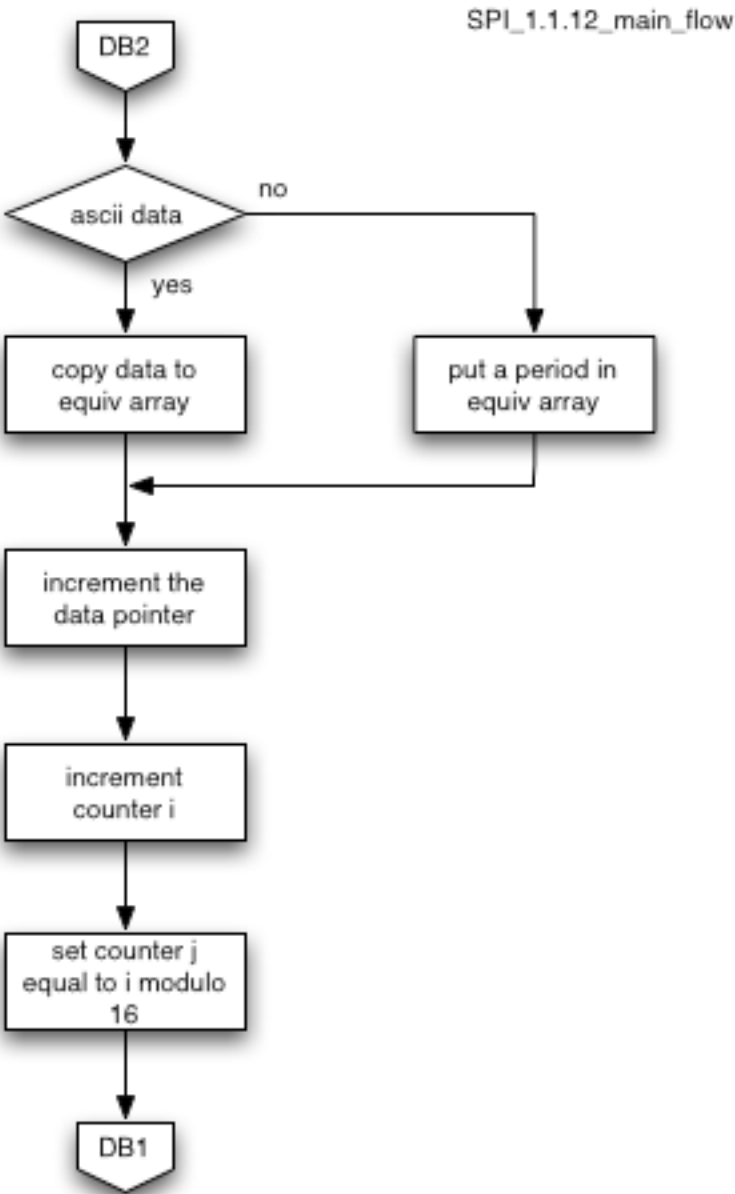 SPI_1.1.12_main_flow
DB2
ascii data
no
yes
copy data to
equiv array
put a period in
equiv array
increment the
data pointer
increment
counter i
set counter j
equal to i modulo
16
DB1